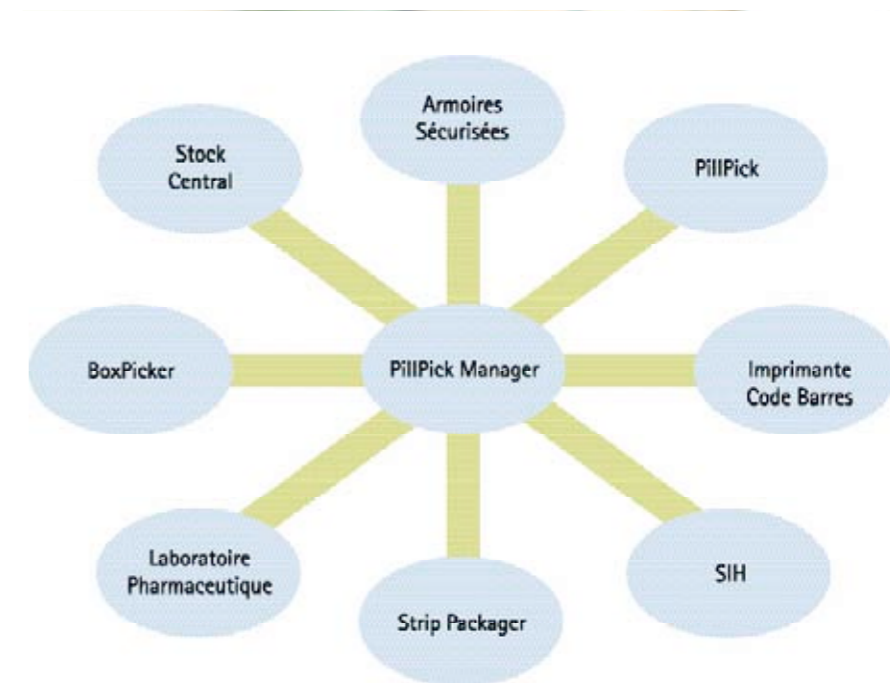 Armoires
Sécurisées
Stock
Central
PillPick
BoxPicker
PillPick Manager
Imprimante
Code Barres
Laboratoire
Pharmaceutique
SIH
Strip Packager